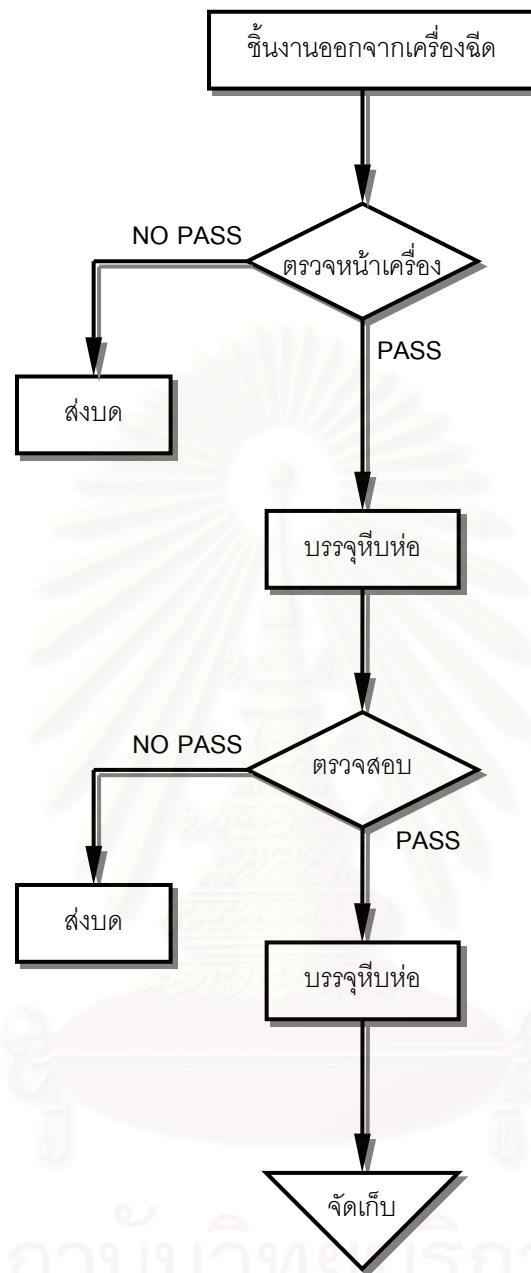 ชิ้นงานออกจากเครื่องฉีด
NO PASS
ตรวจหน้าเครื่อง
PASS
ส่งบด
บรรจุหีบห่อ
NO PASS
ตรวจสอบ
PASS
ส่งบด
บรรจุหีบห่อ
จัดเก็บ